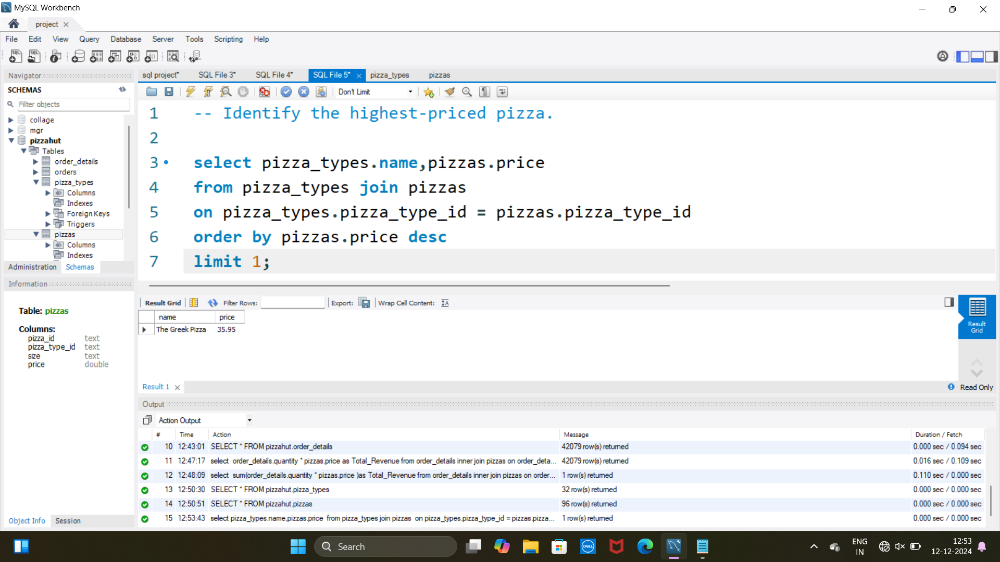 MySQL Workbench
project
File Edit View Query Database Server Tools Scripting Help
Navigator
SCHEMAS
Filter objects
collage
mgr
pizzahut
Tables
order_details
orders
pizza_types
Columns
Indexes
Foreign Keys
Triggers
pizzas
Columns
Indexes
Administration Schemas
Information
Table: pizzas
Columns:
pizza_id text
pizza_type_id text
size text
price double
Object Info Session
sql project* SQL File 3* SQL File 4* SQL File 5* pizza_types pizzas
Don't Limit
1 -- Identify the highest-priced pizza.
2
3 select pizza_types.name,pizzas.price
4 from pizza_types join pizzas
5 on pizza_types.pizza_type_id = pizzas.pizza_type_id
6 order by pizzas.price desc
7 limit 1;
Result Grid Filter Rows: Export: Wrap Cell Content:
name price
The Greek Pizza 35.95
Result
Grid
Result 1
Read Only
Output
Action Output
# Time Action Message Duration / Fetch
10 12:43:01 SELECT * FROM pizzahut.order_details 42079 row(s) returned 0.000 sec / 0.094 sec
11 12:47:17 select order_details.quantity * pizzas.price as Total_Revenue from order_details inner join pizzas on order_deta... 42079 row(s) returned 0.016 sec / 0.109 sec
12 12:48:09 select sum(order_details.quantity * pizzas.price )as Total_Revenue from order_details inner join pizzas on order... 1 row(s) returned 0.110 sec / 0.000 sec
13 12:50:30 SELECT * FROM pizzahut.pizza_types 32 row(s) returned 0.000 sec / 0.000 sec
14 12:50:51 SELECT * FROM pizzahut.pizzas 96 row(s) returned 0.000 sec / 0.000 sec
15 12:53:43 select pizza_types.name,pizzas.price from pizza_types join pizzas on pizza_types.pizza_type_id = pizzas.pizza... 1 row(s) returned 0.000 sec / 0.000 sec
Search
DELL
ENG
IN
12:53
12-12-2024